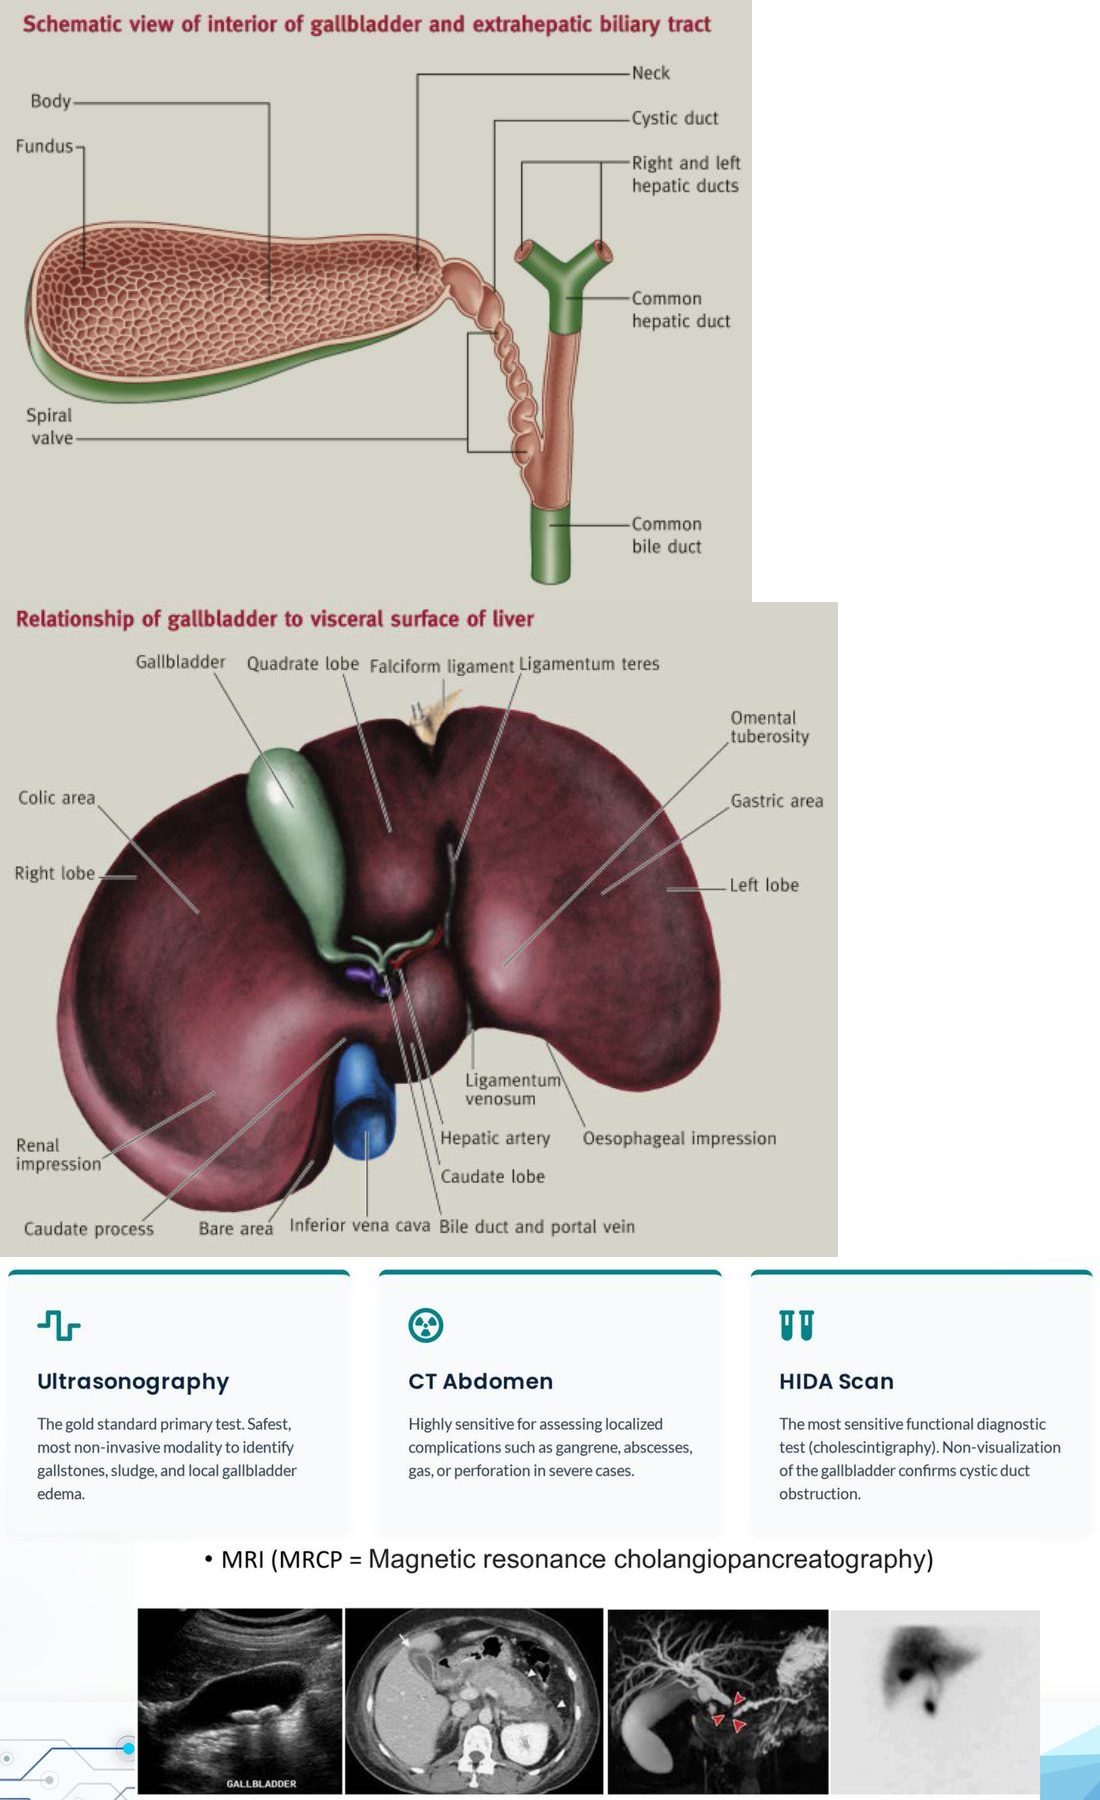 Schematic view of interior of gallbladder and extrahepatic biliary tract
Neck
Body
Cystic duct
Fundus
Right and left
hepatic ducts
Common
hepatic duct
Spiral
valve
Common
bile duct
Relationship of gallbladder to visceral surface of liver
Gallbladder
Quadrate lobe
Falciform ligament
Ligamentum teres
Omental
tuberosity
Colic area
Gastric area
Right lobe
Left lobe
Ligamentum
venosum
Renal
impression
Hepatic artery
Oesophageal impression
Caudate lobe
Caudate process
Bare area
Inferior vena cava
Bile duct and portal vein
Ultrasonography
The gold standard primary test. Safest,
most non-invasive modality to identify
gallstones, sludge, and local gallbladder
edema.
CT Abdomen
Highly sensitive for assessing localized
complications such as gangrene, abscesses,
gas, or perforation in severe cases.
HIDA Scan
The most sensitive functional diagnostic
test (cholescintigraphy). Non-visualization
of the gallbladder confirms cystic duct
obstruction.
• MRI (MRCP = Magnetic resonance cholangiopancreatography)
GALLBLADDER